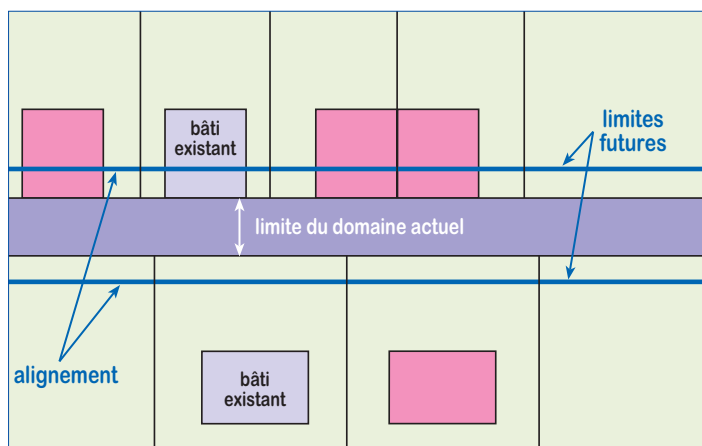 bâti
existant
limites
futures
limite du domaine actuel
alignement
bâti
existant